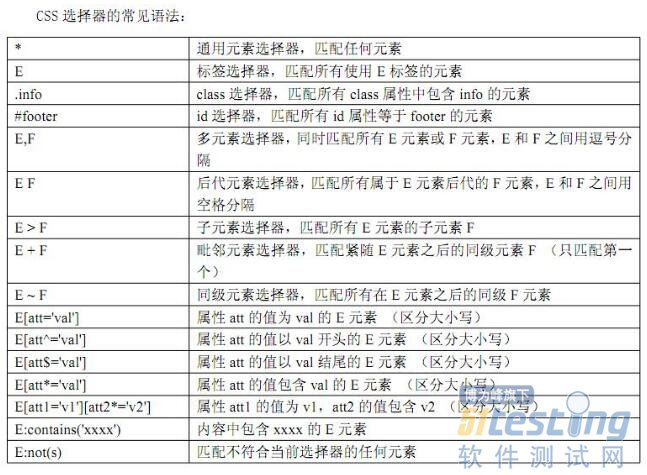 CSS 选择器的常见语法：
* 通用元素选择器，匹配任何元素
E 标签选择器，匹配所有使用 E 标签的元素
.info class 选择器，匹配所有 class 属性中包含 info 的元素
#footer id 选择器，匹配所有 id 属性等于 footer 的元素
E,F 多元素选择器，同时匹配所有 E 元素或 F 元素，E 和 F 之间用逗号分
隔
E F 后代元素选择器，匹配所有属于 E 元素后代的 F 元素，E 和 F 之间用
空格分隔
E > F 子元素选择器，匹配所有 E 元素的子元素 F
E + F 毗邻元素选择器，匹配紧随 E 元素之后的同级元素 F （只匹配第一
个）
E ~ F 同级元素选择器，匹配所有在 E 元素之后的同级 F 元素
E[att='val'] 属性 att 的值为 val 的 E 元素 （区分大小写）
E[att^='val'] 属性 att 的值以 val 开头的 E 元素 （区分大小写）
E[att$='val'] 属性 att 的值以 val 结尾的 E 元素 （区分大小写）
E[att*='val'] 属性 att 的值包含 val 的 E 元素 （区分大小写）
E[att1='v1'][att2*='v2'] 属性 att1 的值为 v1，att2 的值包含 v2 （区分大小写）
E:contains('xxxx') 内容中包含 xxxx 的 E 元素
E:not(s) 匹配不符合当前选择器的任何元素
博为峰旗下
51testing
软件测试网